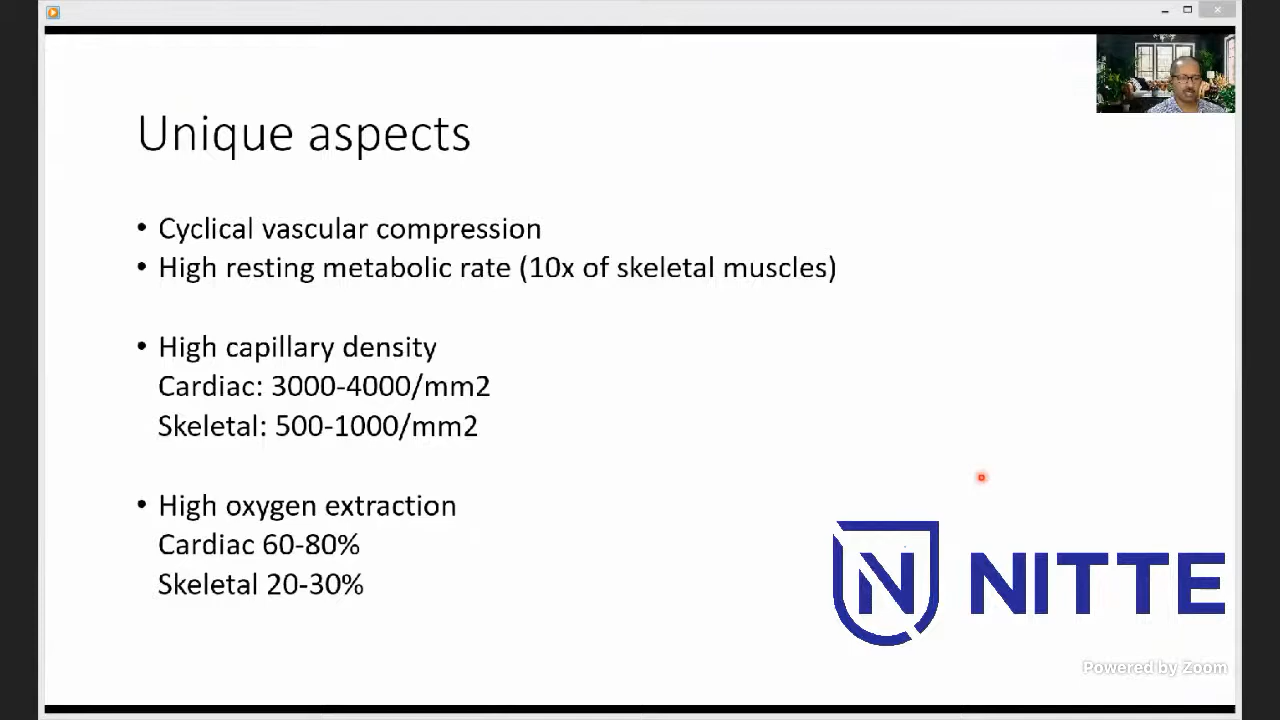 Unique aspects
• Cyclical vascular compression
• High resting metabolic rate (10x of skeletal muscles)
• High capillary density
Cardiac: 3000-4000/mm2
Skeletal: 500-1000/mm2
• High oxygen extraction
Cardiac 60-80%
Skeletal 20-30%
N NITTE
Powered by Zoom